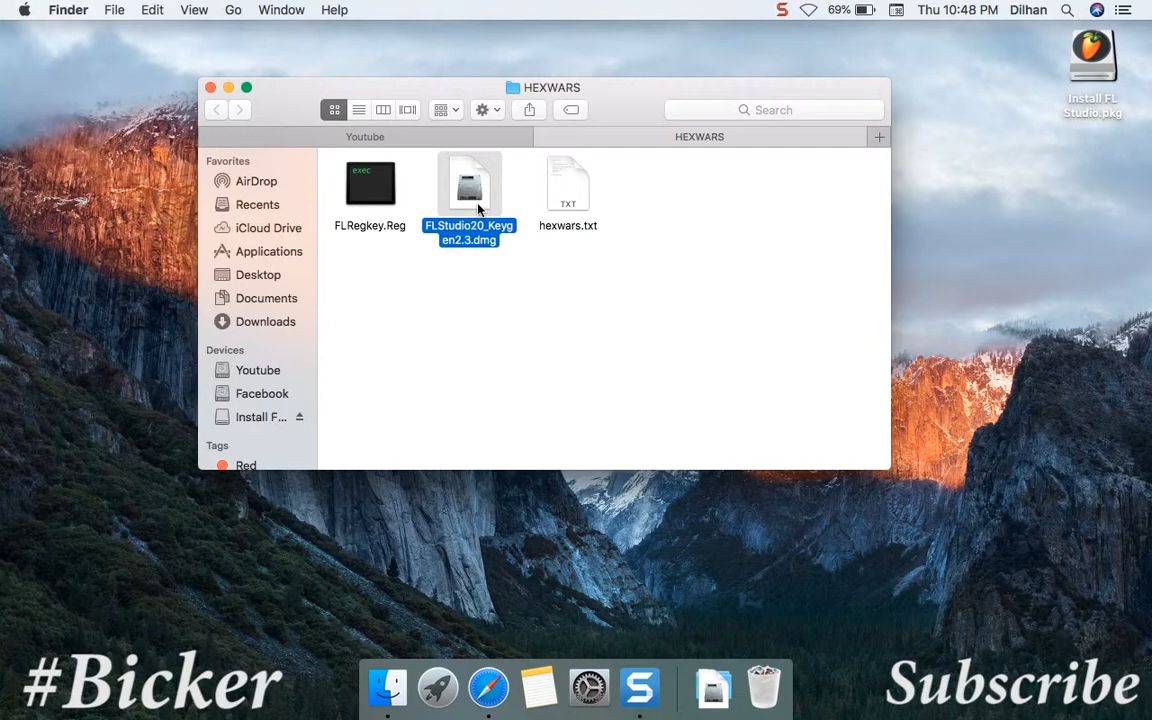 Finder File Edit View Go Window Help
69% Thu 10:48 PM Dilhan
HEXWARS
Search
Youtube
HEXWARS
Install FL
Studio.pkg
Favorites
AirDrop
Recents
iCloud Drive
Applications
Desktop
Documents
Downloads
Devices
Youtube
Facebook
Install F...
Tags
Red
exec
FLRegkey.Reg
FLStudio20_Keyg
en2.3.dmg
TXT
hexwars.txt
#Bicker
Subscribe